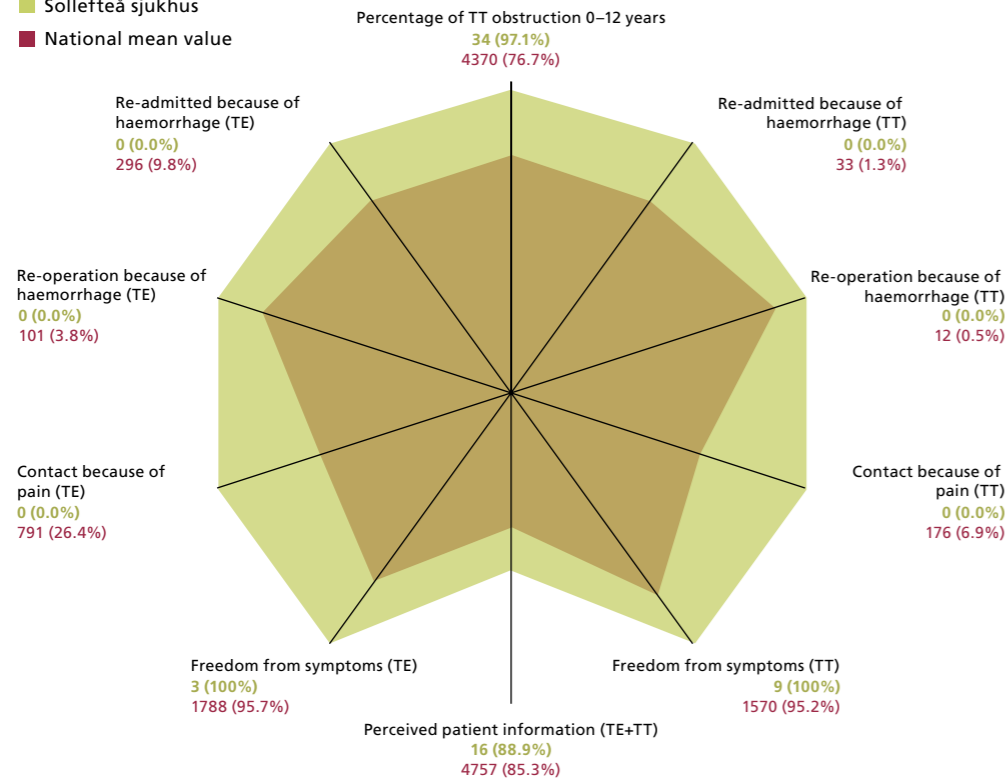 Sollefteå sjukhus
National mean value
Percentage of TT obstruction 0–12 years
34 (97.1%)
4370 (76.7%)
Re-admitted because of
haemorrhage (TE)
0 (0.0%)
296 (9.8%)
Re-admitted because of
haemorrhage (TT)
0 (0.0%)
33 (1.3%)
Re-operation because of
haemorrhage (TE)
0 (0.0%)
101 (3.8%)
Re-operation because of
haemorrhage (TT)
0 (0.0%)
12 (0.5%)
Contact because of
pain (TE)
0 (0.0%)
791 (26.4%)
Contact because of
pain (TT)
0 (0.0%)
176 (6.9%)
Freedom from symptoms (TE)
3 (100%)
1788 (95.7%)
Freedom from symptoms (TT)
9 (100%)
1570 (95.2%)
Perceived patient information (TE+TT)
16 (88.9%)
4757 (85.3%)